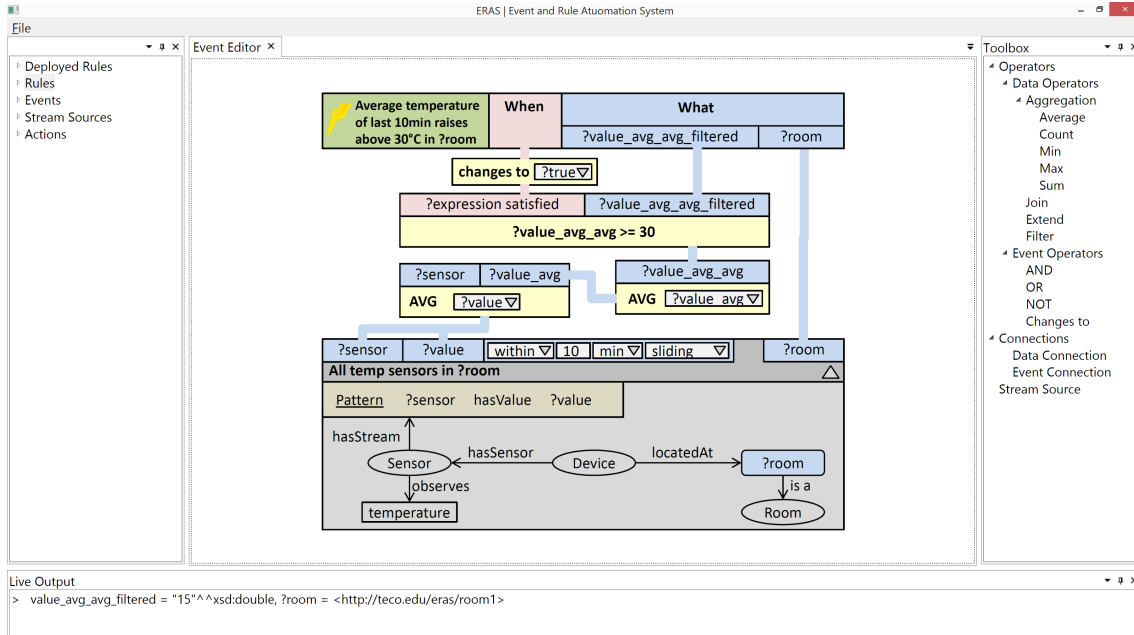 ERAS | Event and Rule Atuomation System
File
Deployed Rules
Rules
Events
Stream Sources
Actions
Event Editor
Average temperature
of last 10min raises
above 30°C in ?room
When
What
?value_avg_avg_filtered
?room
changes to ?true
?expression satisfied
?value_avg_avg_filtered
?value_avg_avg >= 30
?sensor
?value_avg
AVG ?value
?value_avg_avg
AVG ?value_avg
?sensor
?value
within 10 min sliding
?room
All temp sensors in ?room
Pattern ?sensor hasValue ?value
hasStream
Sensor
hasSensor
Device
locatedAt
?room
observes
is a
temperature
Room
Toolbox
Operators
Data Operators
Aggregation
Average
Count
Min
Max
Sum
Join
Extend
Filter
Event Operators
AND
OR
NOT
Changes to
Connections
Data Connection
Event Connection
Stream Source
Live Output
> value_avg_avg_filtered = "15"^^xsd:double, ?room = <http://teco.edu/eras/room1>